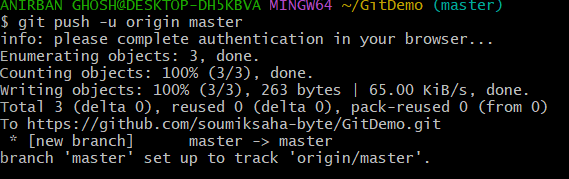 ANIRBAN GHOSH@DESKTOP-DH5KBVA MINGW64 ~/GitDemo (master)
$ git push -u origin master
info: please complete authentication in your browser...
Enumerating objects: 3, done.
Counting objects: 100% (3/3), done.
Writing objects: 100% (3/3), 263 bytes | 65.00 KiB/s, done.
Total 3 (delta 0), reused 0 (delta 0), pack-reused 0 (from 0)
To https://github.com/soumiksaha-byte/GitDemo.git
 * [new branch]      master -> master
branch 'master' set up to track 'origin/master'.